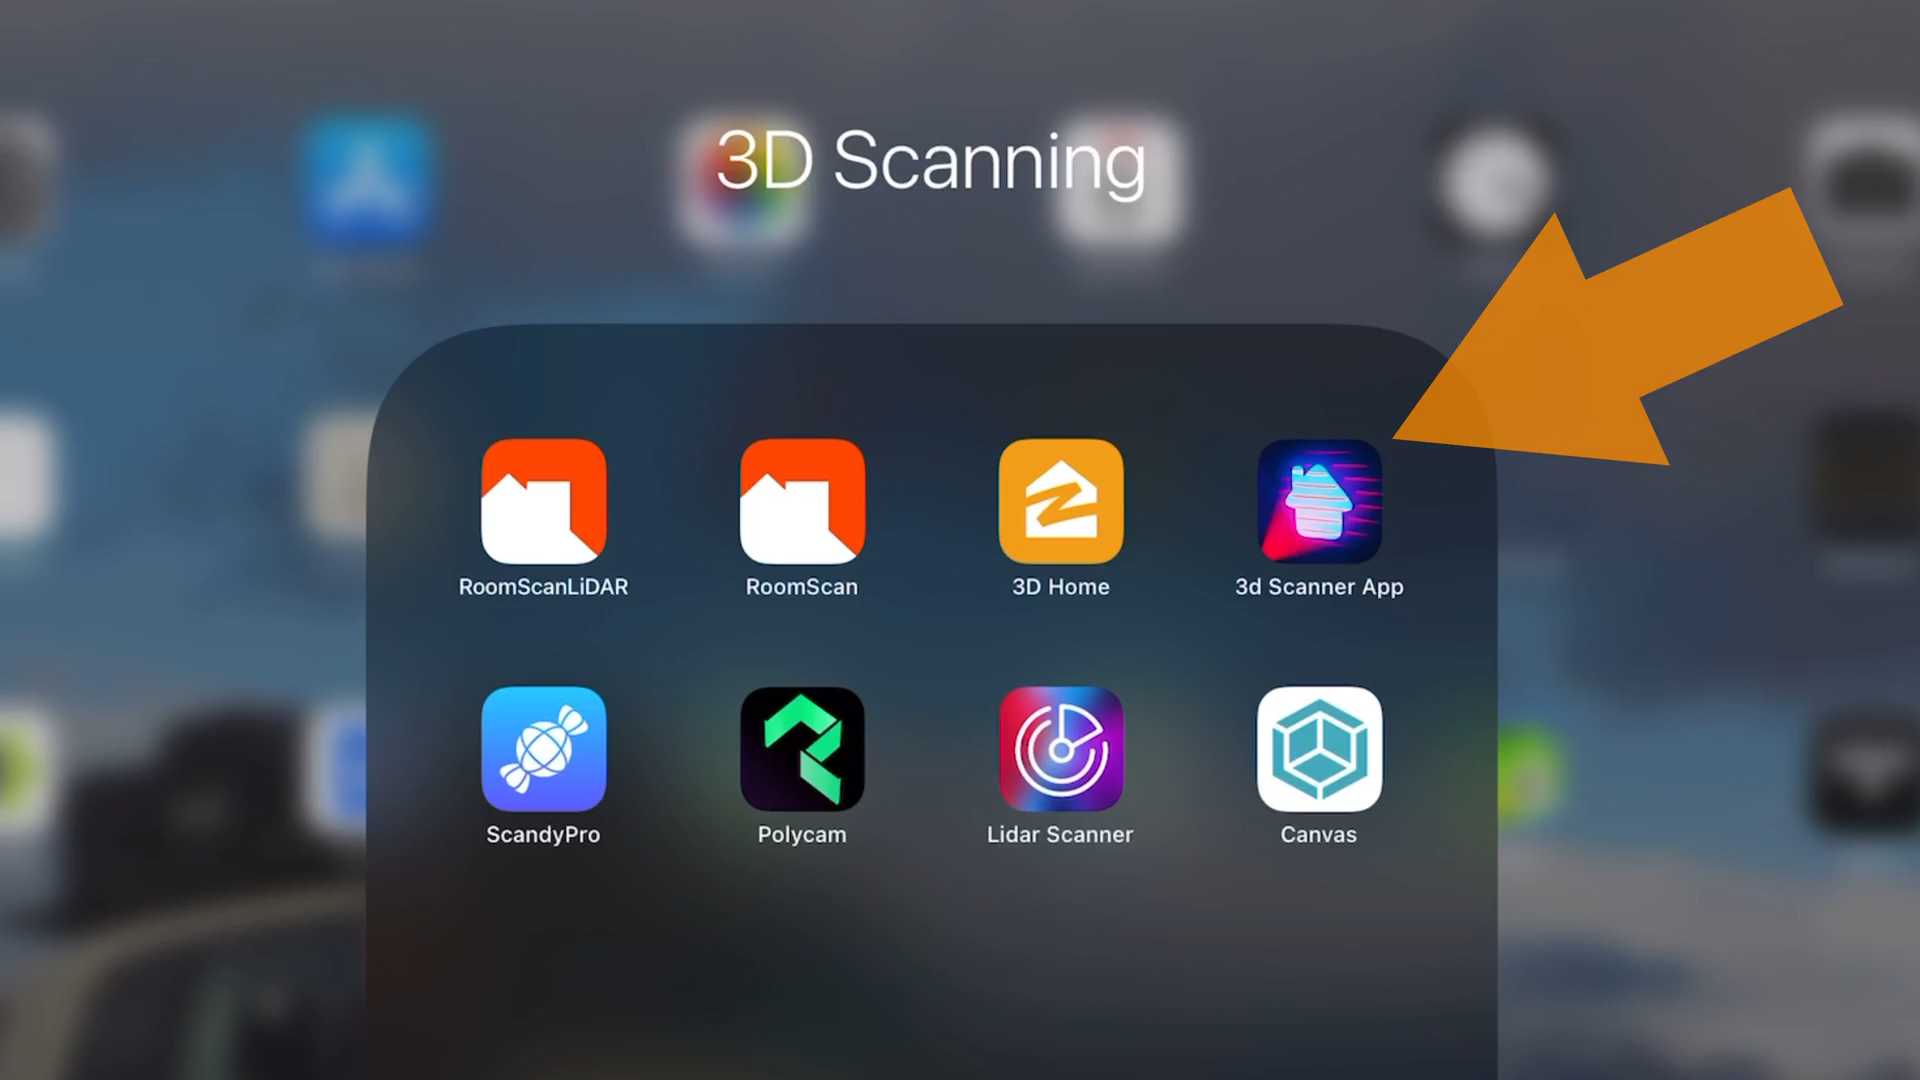 3D Scanning
RoomScanLiDAR
RoomScan
3D Home
3d Scanner App
ScandyPro
Polycam
Lidar Scanner
Canvas